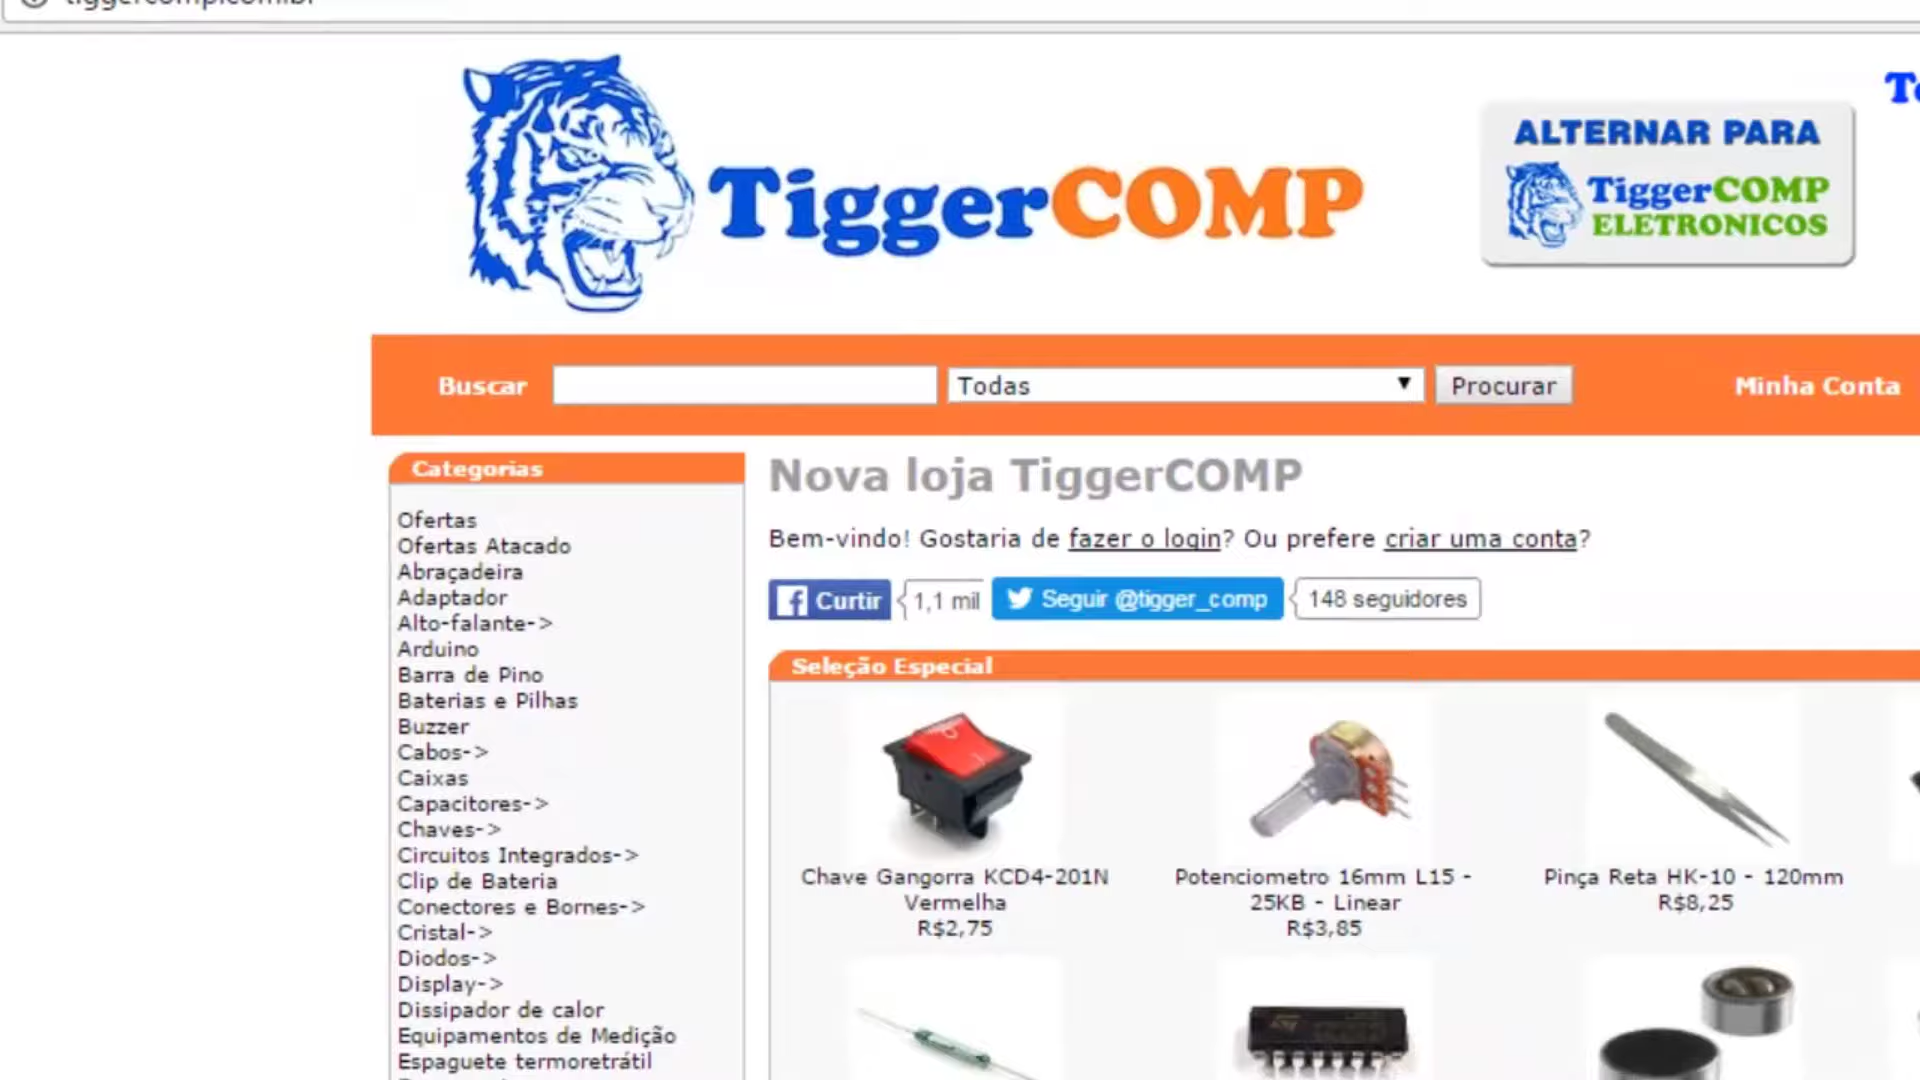 TiggerCOMP
ALTERNAR PARA
TiggerCOMP
ELETRONICOS
Buscar
Todas
Procurar
Minha Conta
Categorias
Ofertas
Ofertas Atacado
Abraçadeira
Adaptador
Alto-falante->
Arduino
Barra de Pino
Baterias e Pilhas
Buzzer
Cabos->
Caixas
Capacitores->
Chaves->
Circuitos Integrados->
Clip de Bateria
Conectores e Bornes->
Cristal->
Diodos->
Display->
Dissipador de calor
Equipamentos de Medição
Espaguete termoretrátil
Nova loja TiggerCOMP
Bem-vindo! Gostaria de fazer o login? Ou prefere criar uma conta?
Curtir 1,1 mil Seguir @tigger_comp 148 seguidores
Seleção Especial
Chave Gangorra KCD4-201N
Vermelha
R$2,75
Potenciometro 16mm L15 -
25KB - Linear
R$3,85
Pinça Reta HK-10 - 120mm
R$8,25